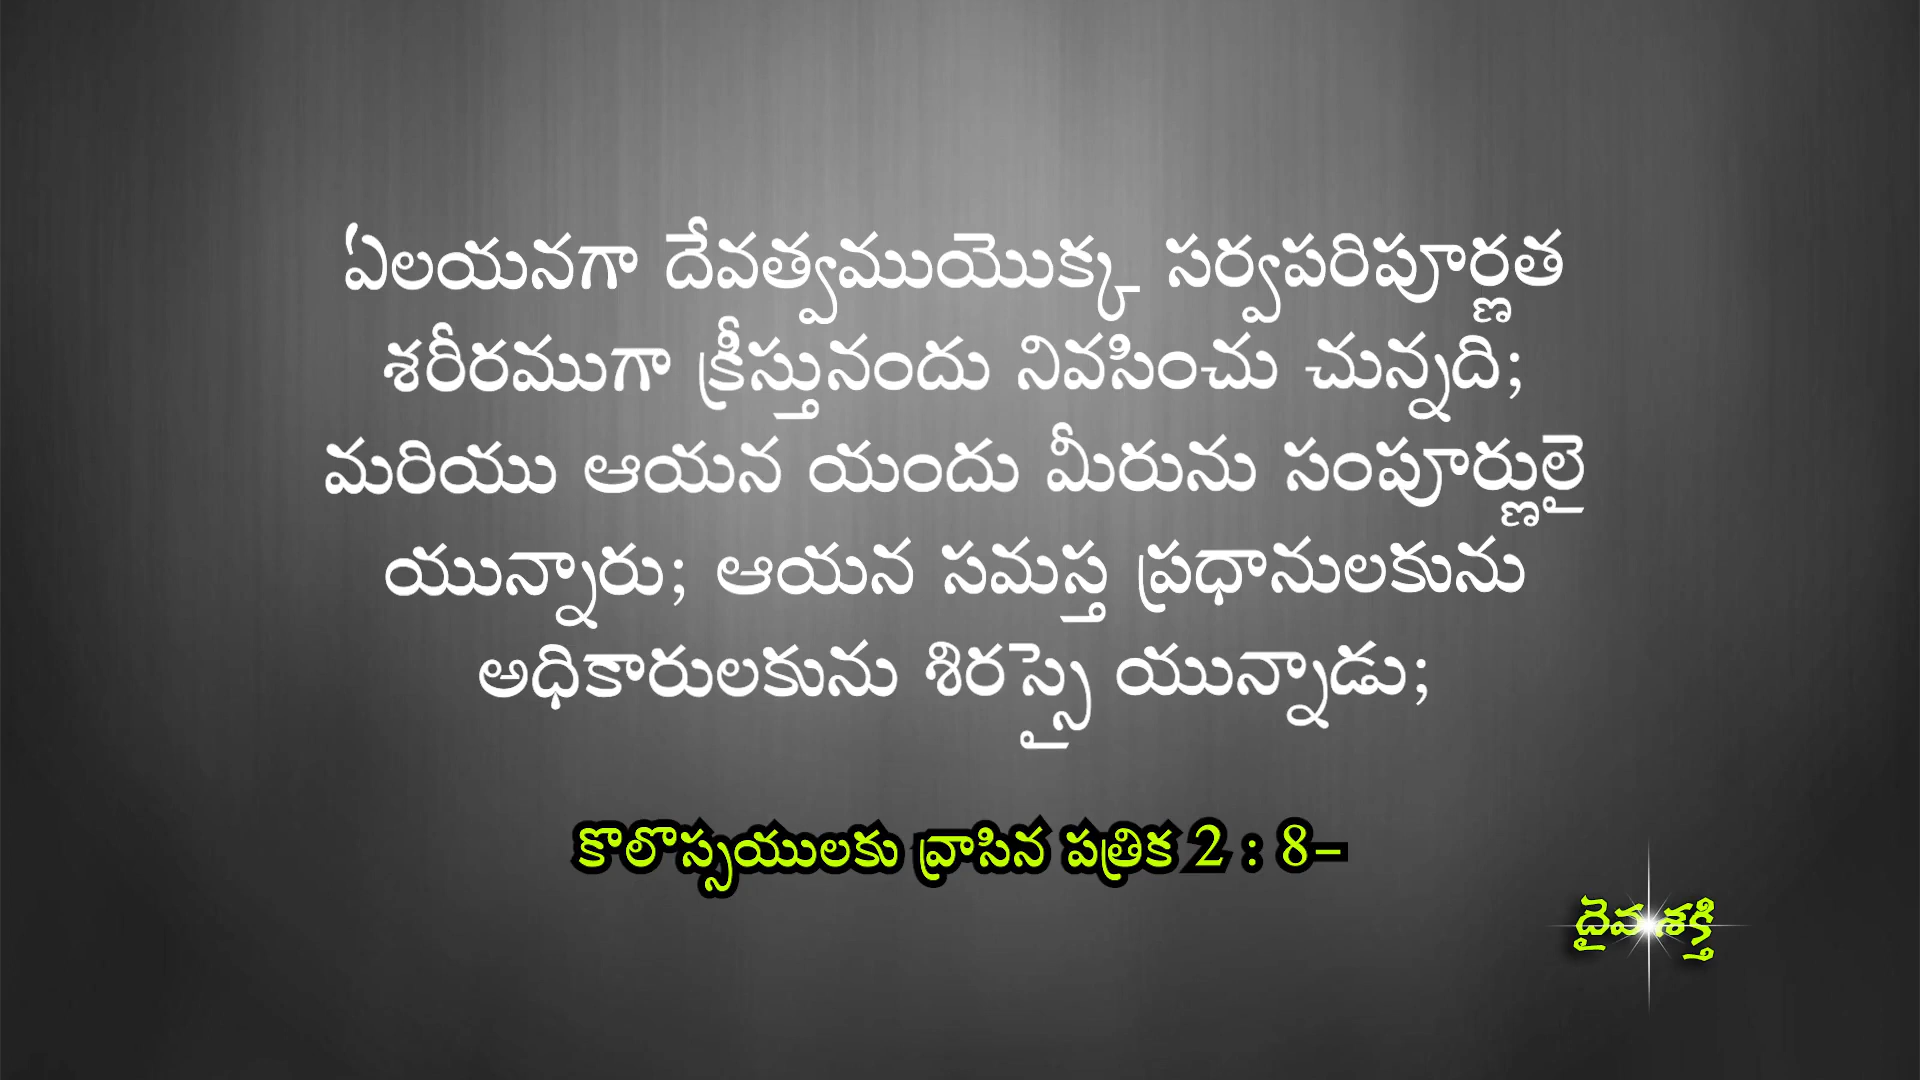 ఏలయనగా దేవత్వముయొక్క సర్వపరిపూర్ణత
శరీరముగా క్రీస్తునందు నివసించు చున్నది;
మరియు ఆయన యందు మీరును సంపూర్ణులై
యున్నారు; ఆయన సమస్త ప్రధానులకును
అధికారులకును శిరస్సై యున్నాడు;
కొలొస్సయులకు వ్రాసిన పత్రిక 2 : 8–
దైవ శక్తి